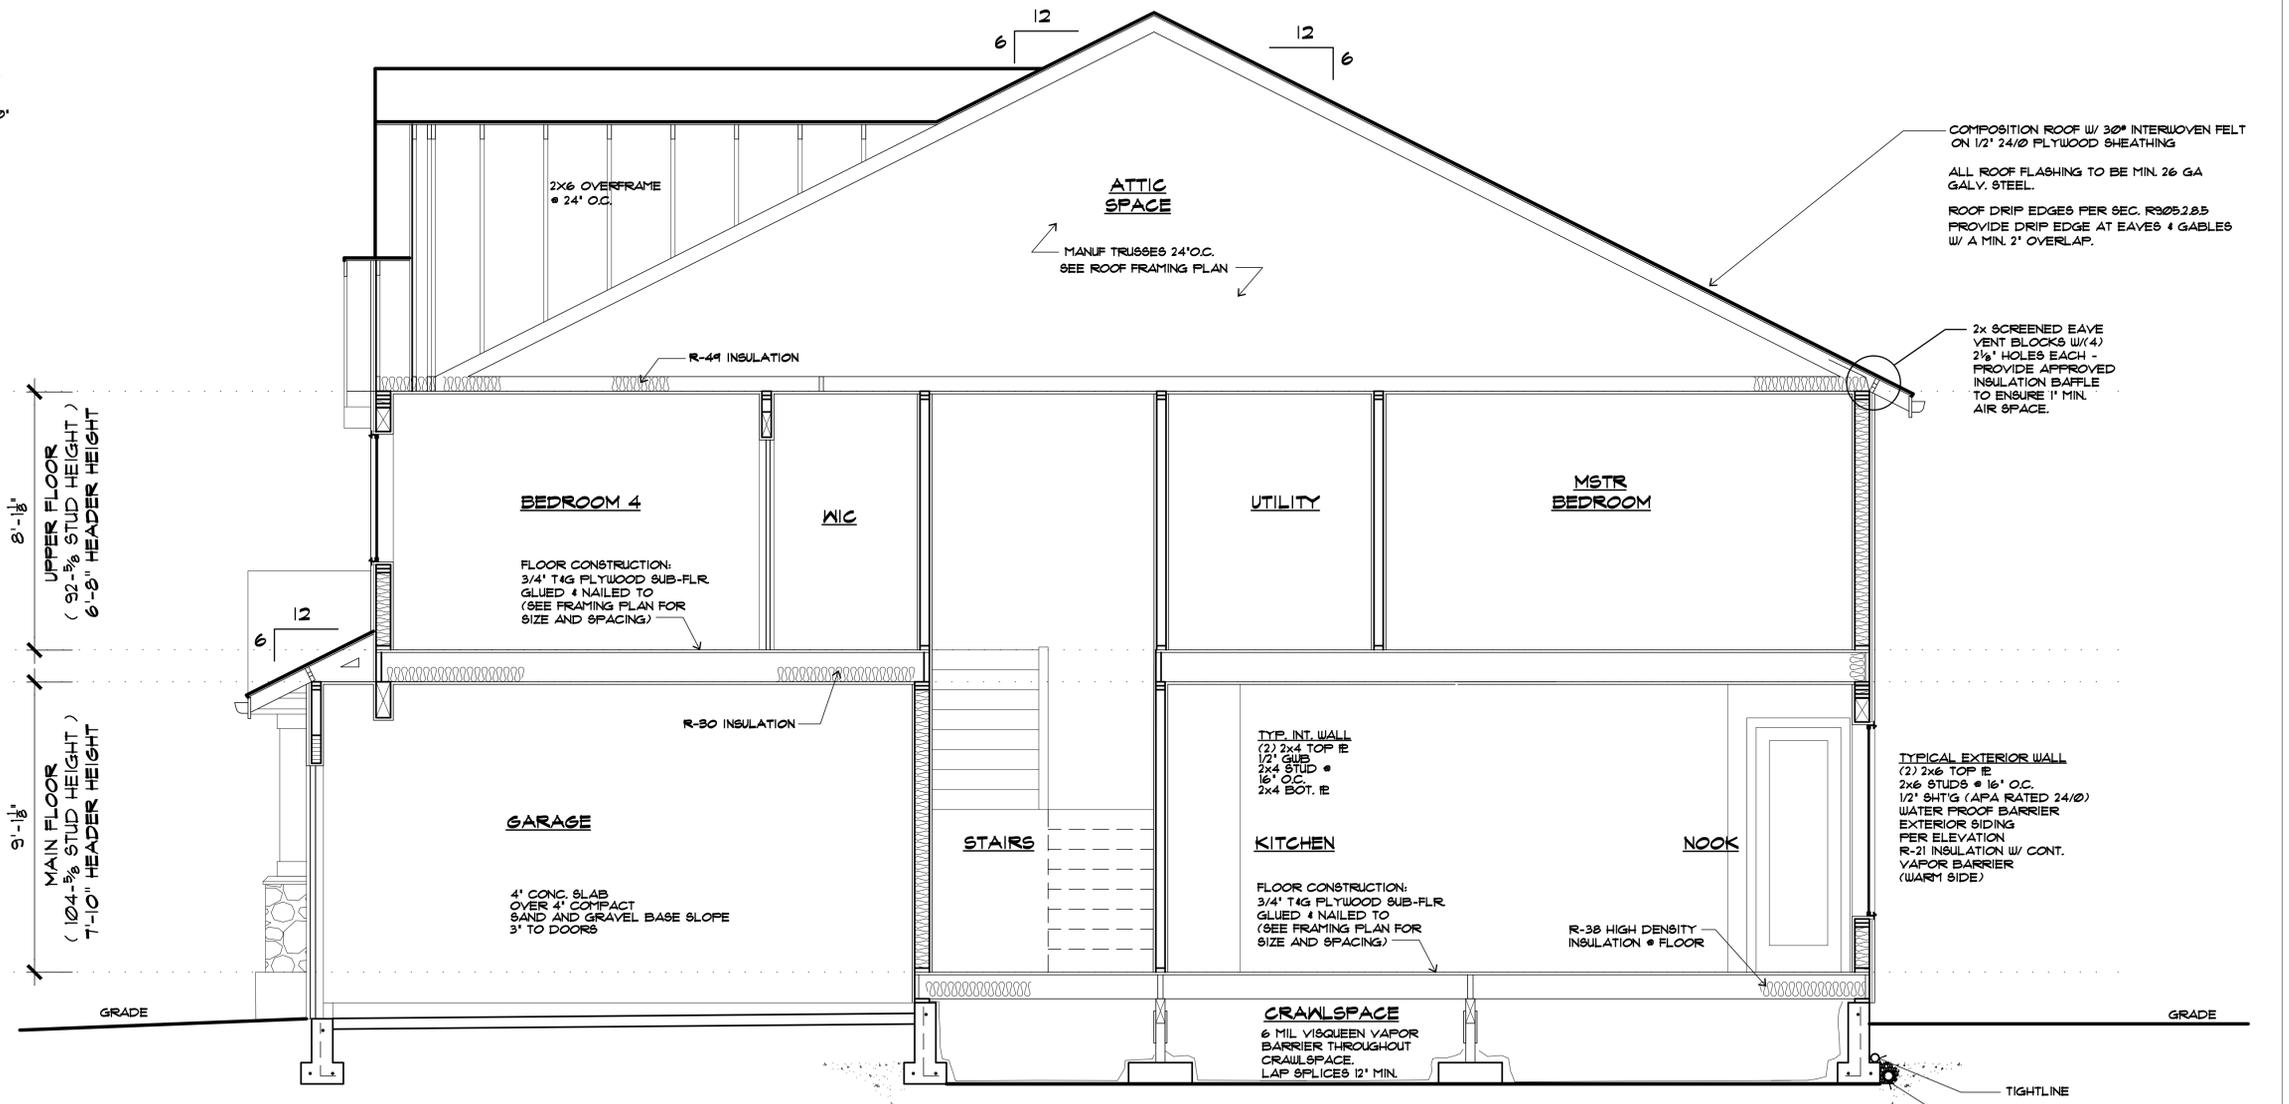 12
6
12
6
COMPOSITION ROOF W/ 30# INTERWOVEN FELT
ON 1/2" 24/0 PLYWOOD SHEATHING
ALL ROOF FLASHING TO BE MIN. 26 GA
GALV. STEEL.
ROOF DRIP EDGES PER SEC. R905.2.8.5
PROVIDE DRIP EDGE AT EAVES & GABLES
W/ A MIN. 2" OVERLAP.
2X6 OVERFRAME
@ 24" O.C.
ATTIC
SPACE
MANUF TRUSSES 24"O.C.
SEE ROOF FRAMING PLAN
R-49 INSULATION
2x SCREENED EAVE
VENT BLOCKS W/(4)
2⅛" HOLES EACH -
PROVIDE APPROVED
INSULATION BAFFLE
TO ENSURE 1" MIN.
AIR SPACE.
8'-1⅛"
UPPER FLOOR
( 92-⅝ STUD HEIGHT )
6'-8" HEADER HEIGHT
BEDROOM 4
WIC
UTILITY
MSTR
BEDROOM
FLOOR CONSTRUCTION:
3/4" T&G PLYWOOD SUB-FLR.
GLUED & NAILED TO
(SEE FRAMING PLAN FOR
SIZE AND SPACING)
12
6
R-30 INSULATION
9'-1⅛"
MAIN FLOOR
( 104-⅝ STUD HEIGHT )
7'-10" HEADER HEIGHT
TYP. INT. WALL
(2) 2x4 TOP PL
1/2" GWB
2x4 STUD @
16" O.C.
2x4 BOT. PL
TYPICAL EXTERIOR WALL
(2) 2x6 TOP PL
2x6 STUDS @ 16" O.C.
1/2" SHT'G (APA RATED 24/0)
WATER PROOF BARRIER
EXTERIOR SIDING
PER ELEVATION
R-21 INSULATION W/ CONT.
VAPOR BARRIER
(WARM SIDE)
GARAGE
STAIRS
KITCHEN
NOOK
4" CONC. SLAB
OVER 4" COMPACT
SAND AND GRAVEL BASE SLOPE
3" TO DOORS
FLOOR CONSTRUCTION:
3/4" T&G PLYWOOD SUB-FLR.
GLUED & NAILED TO
(SEE FRAMING PLAN FOR
SIZE AND SPACING)
R-38 HIGH DENSITY
INSULATION @ FLOOR
GRADE
CRAWLSPACE
6 MIL VISQUEEN VAPOR
BARRIER THROUGHOUT
CRAWLSPACE.
LAP SPLICES 12" MIN.
GRADE
TIGHTLINE